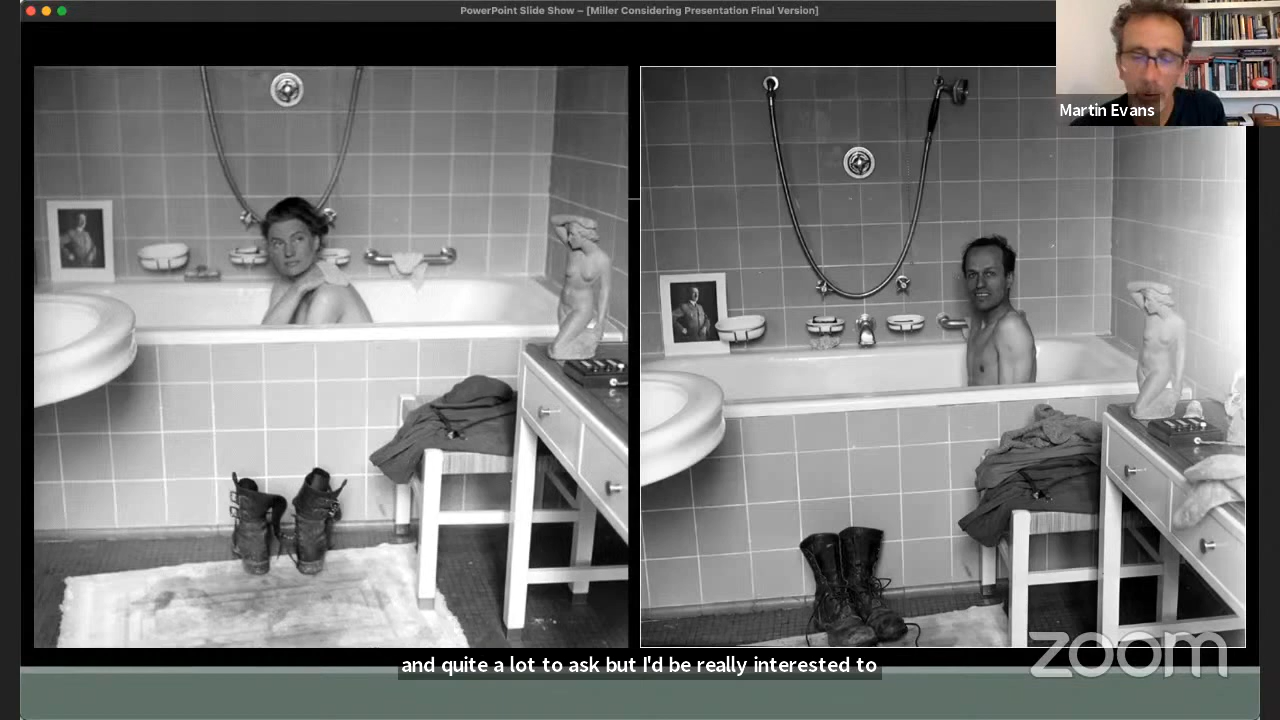 PowerPoint Slide Show – [Miller Considering Presentation Final Version]
Martin Evans
and quite a lot to ask but I'd be really interested to
zoom